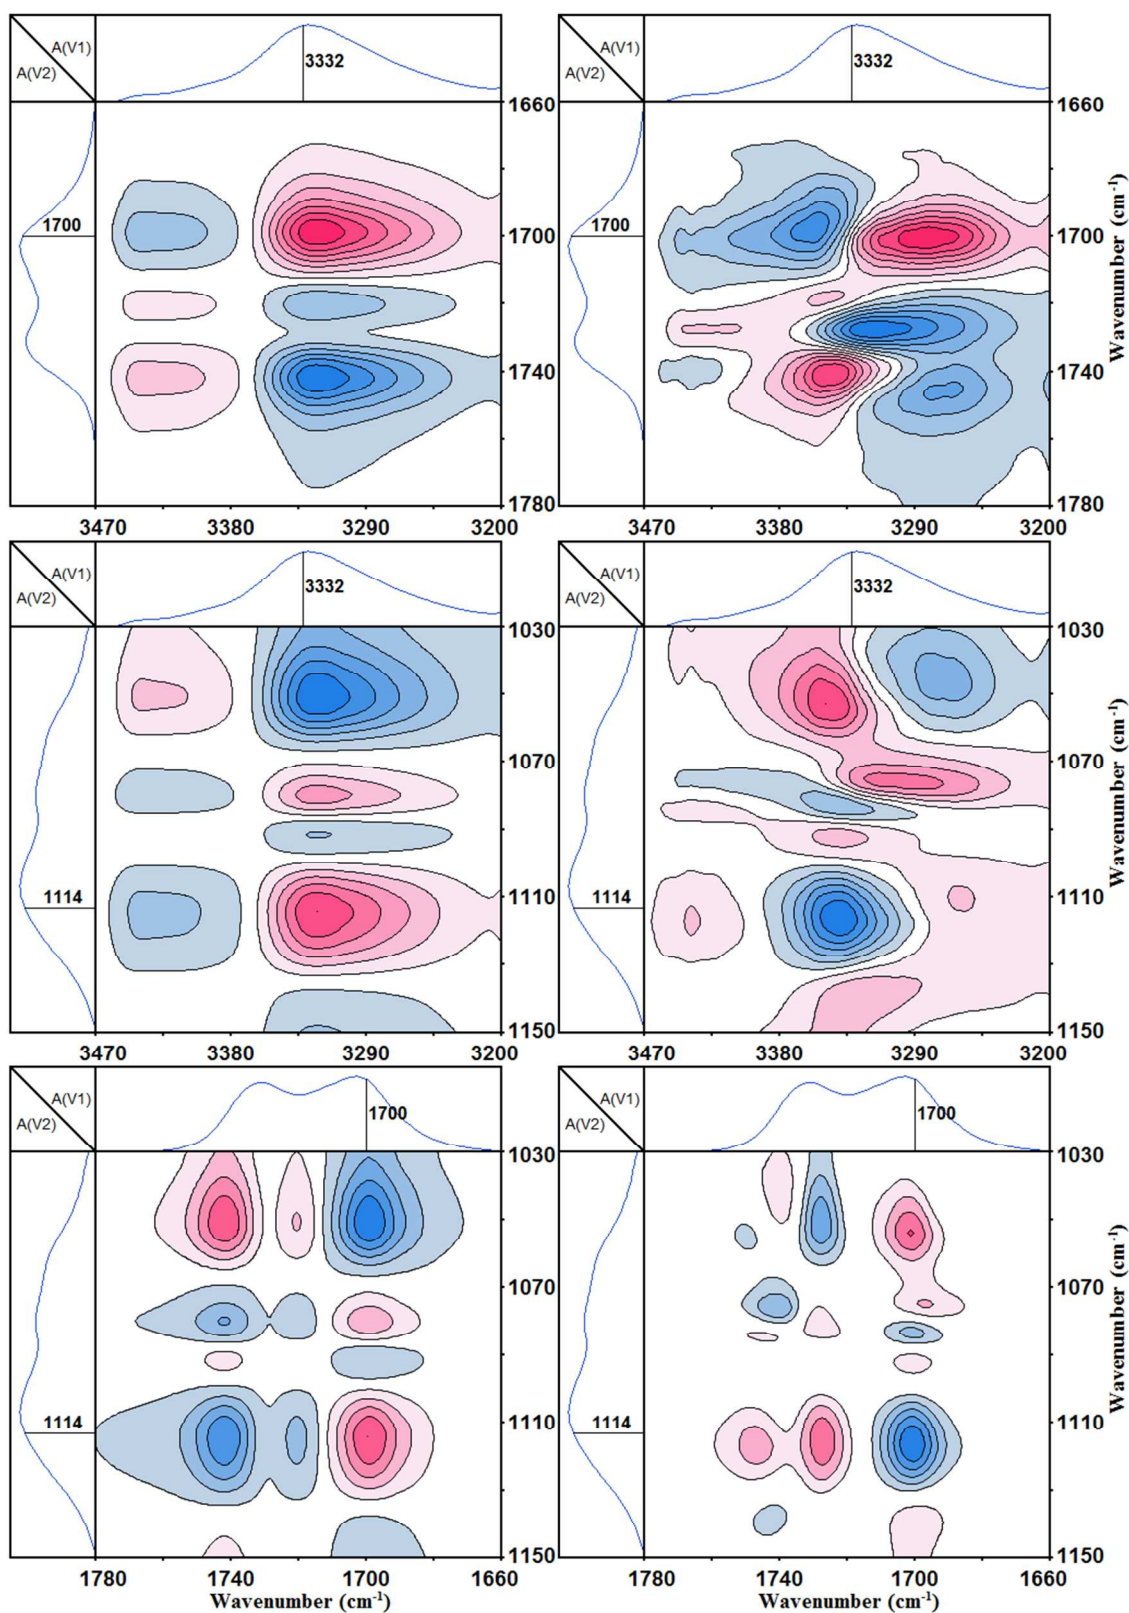 A(V1) A(V1)
A(V2) A(V2)
3332 3332
1660 1660
1700 1700 1700 1700
1740 1740
1780 1780
3470 3380 3290 3200 3470 3380 3290 3200
Wavenumber (cm⁻¹)
A(V1) A(V1)
A(V2) A(V2)
3332 3332
1030 1030
1070 1070
1114 1110 1114 1110
1150 1150
3470 3380 3290 3200 3470 3380 3290 3200
Wavenumber (cm⁻¹)
A(V1) A(V1)
A(V2) A(V2)
1700 1700
1030 1030
1070 1070
1114 1110 1114 1110
1150 1150
1780 1740 1700 1660 1780 1740 1700 1660
Wavenumber (cm⁻¹) Wavenumber (cm⁻¹)
Wavenumber (cm⁻¹)